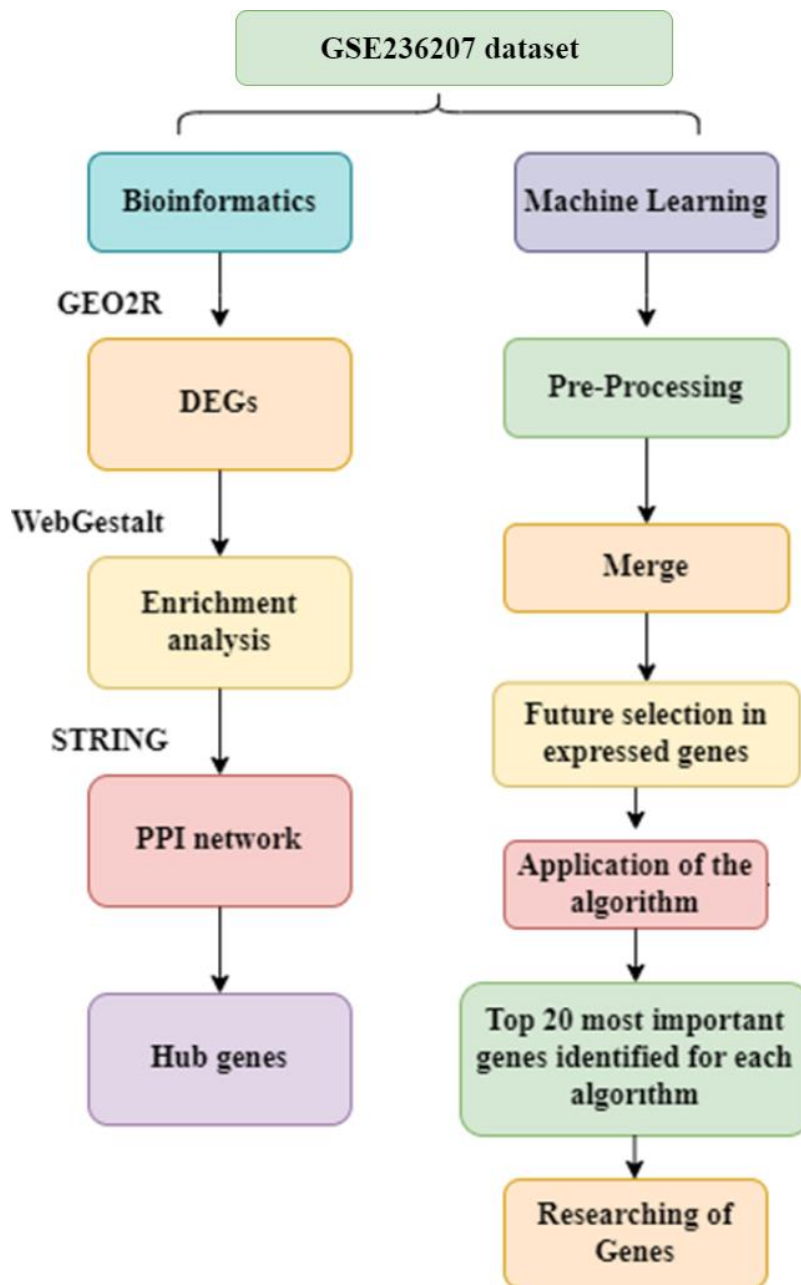 GSE236207 dataset
Bioinformatics
GEO2R
DEGs
WebGestalt
Enrichment
analysis
STRING
PPI network
Hub genes
Machine Learning
Pre-Processing
Merge
Future selection in
expressed genes
Application of the
algorithm
Top 20 most important
genes identified for each
algorıthm
Researching of
Genes